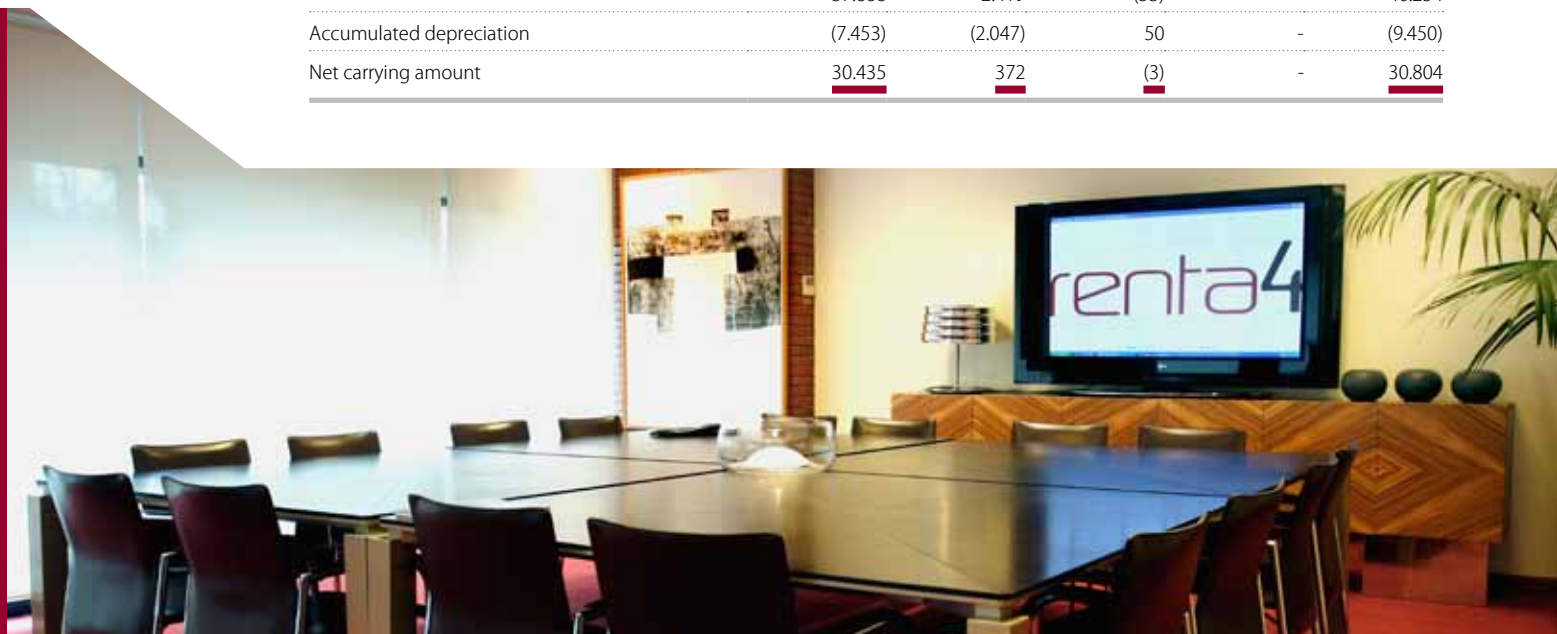 Accumulated depreciation (7.453) (2.047) 50 - (9.450)
Net carrying amount 30.435 372 (3) - 30.804
renta4